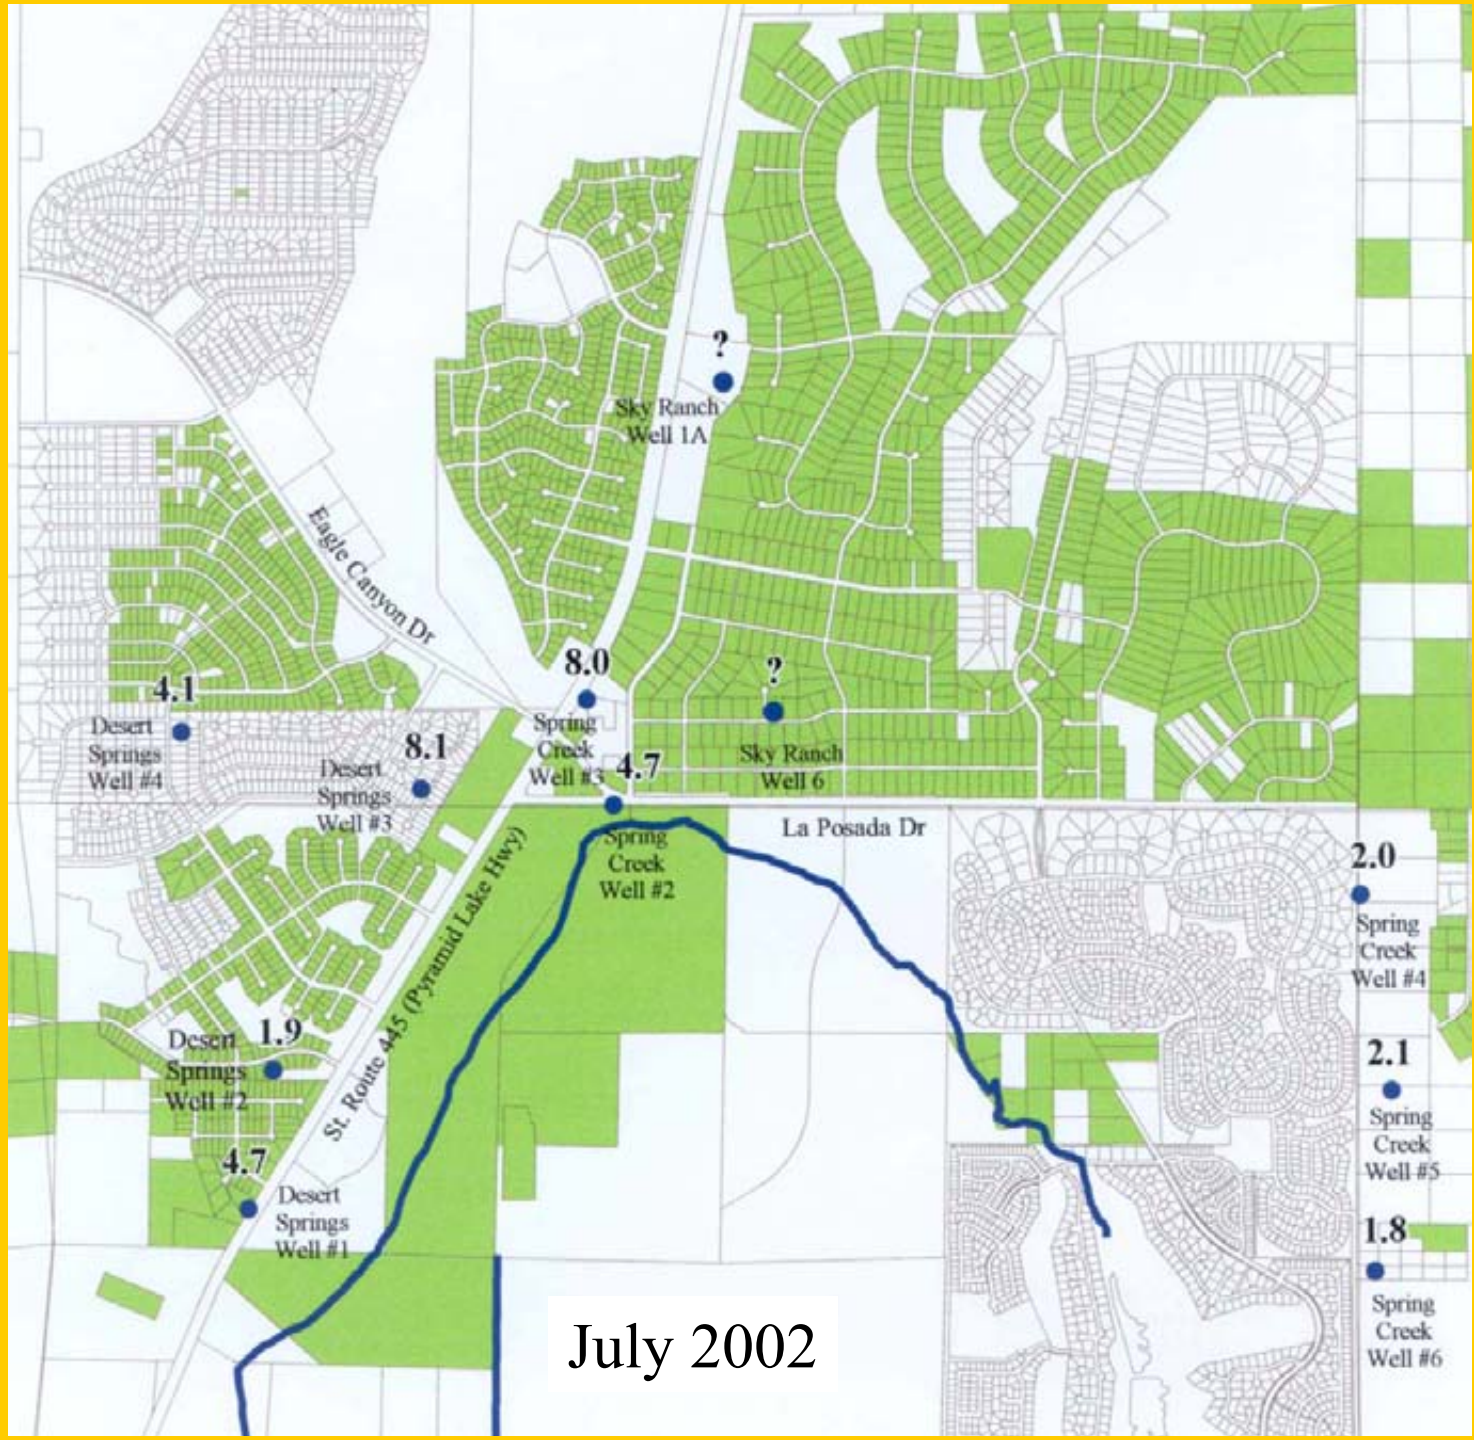 ?
Sky Ranch
Well 1A
Eagle Canyon Dr
8.0
Spring
Creek
Well #3
?
Sky Ranch
Well 6
4.1
Desert
Springs
Well #4
8.1
Desert
Springs
Well #3
4.7
Spring
Creek
Well #2
La Posada Dr
St. Route 445 (Pyramid Lake Hwy)
2.0
Spring
Creek
Well #4
1.9
Desert
Springs
Well #2
2.1
Spring
Creek
Well #5
4.7
Desert
Springs
Well #1
1.8
Spring
Creek
Well #6
July 2002